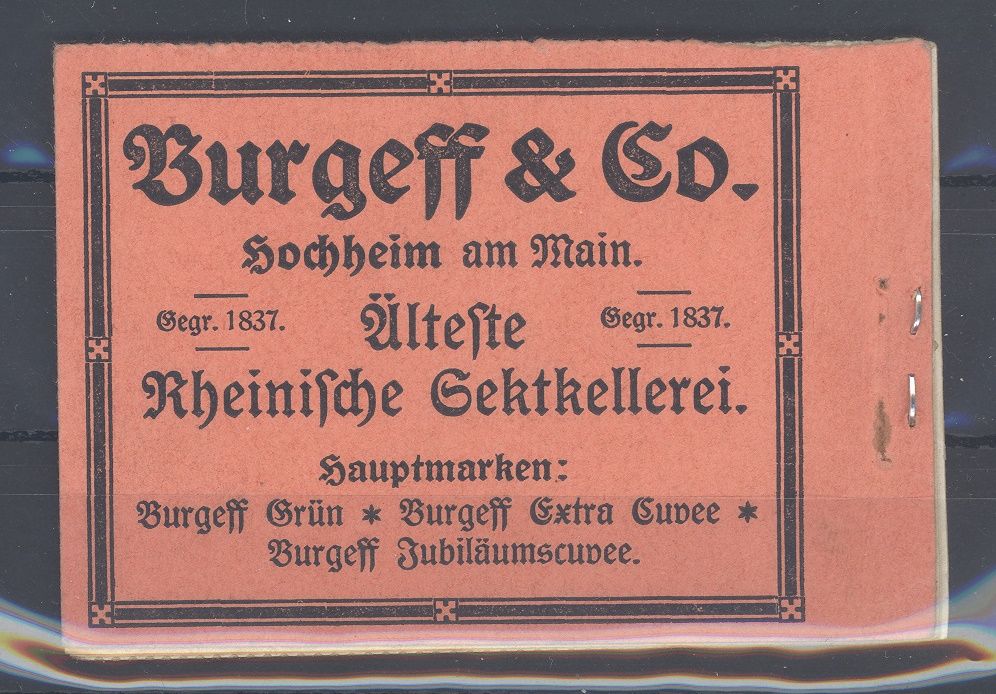 Burgeff & Co.
Hochheim am Main.
Gegr. 1837. Älteste Gegr. 1837.
Rheinische Sektkellerei.
Hauptmarken:
Burgeff Grün * Burgeff Extra Cuvee *
Burgeff Jubiläumscuvee.